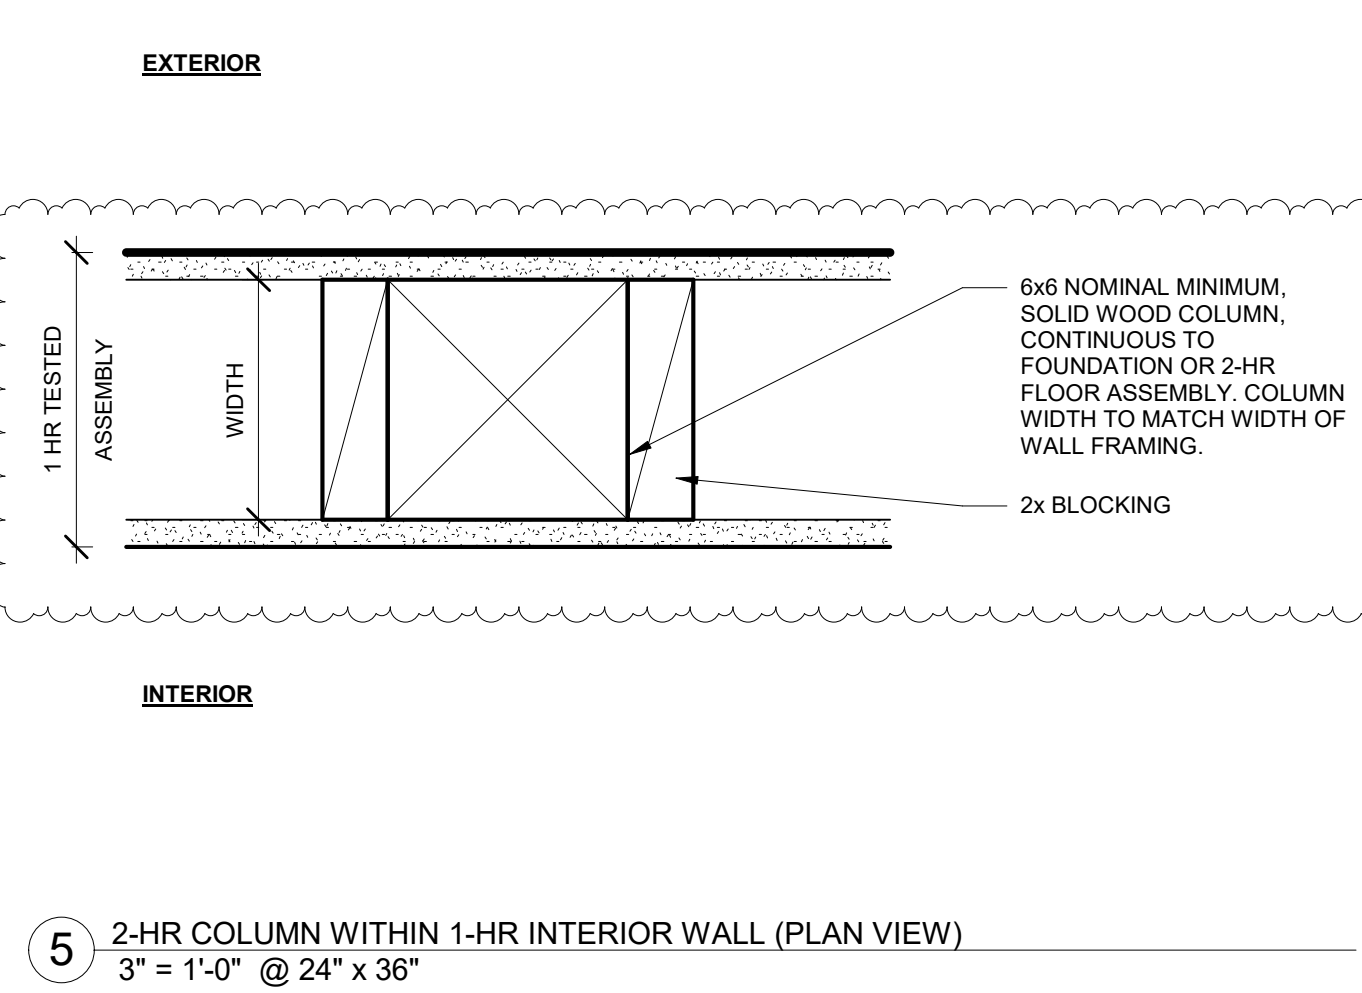 EXTERIOR
1 HR TESTED
ASSEMBLY
WIDTH
6x6 NOMINAL MINIMUM,
SOLID WOOD COLUMN,
CONTINUOUS TO
FOUNDATION OR 2-HR
FLOOR ASSEMBLY. COLUMN
WIDTH TO MATCH WIDTH OF
WALL FRAMING.
2x BLOCKING
INTERIOR
5
2-HR COLUMN WITHIN 1-HR INTERIOR WALL (PLAN VIEW)
3" = 1'-0" @ 24" x 36"